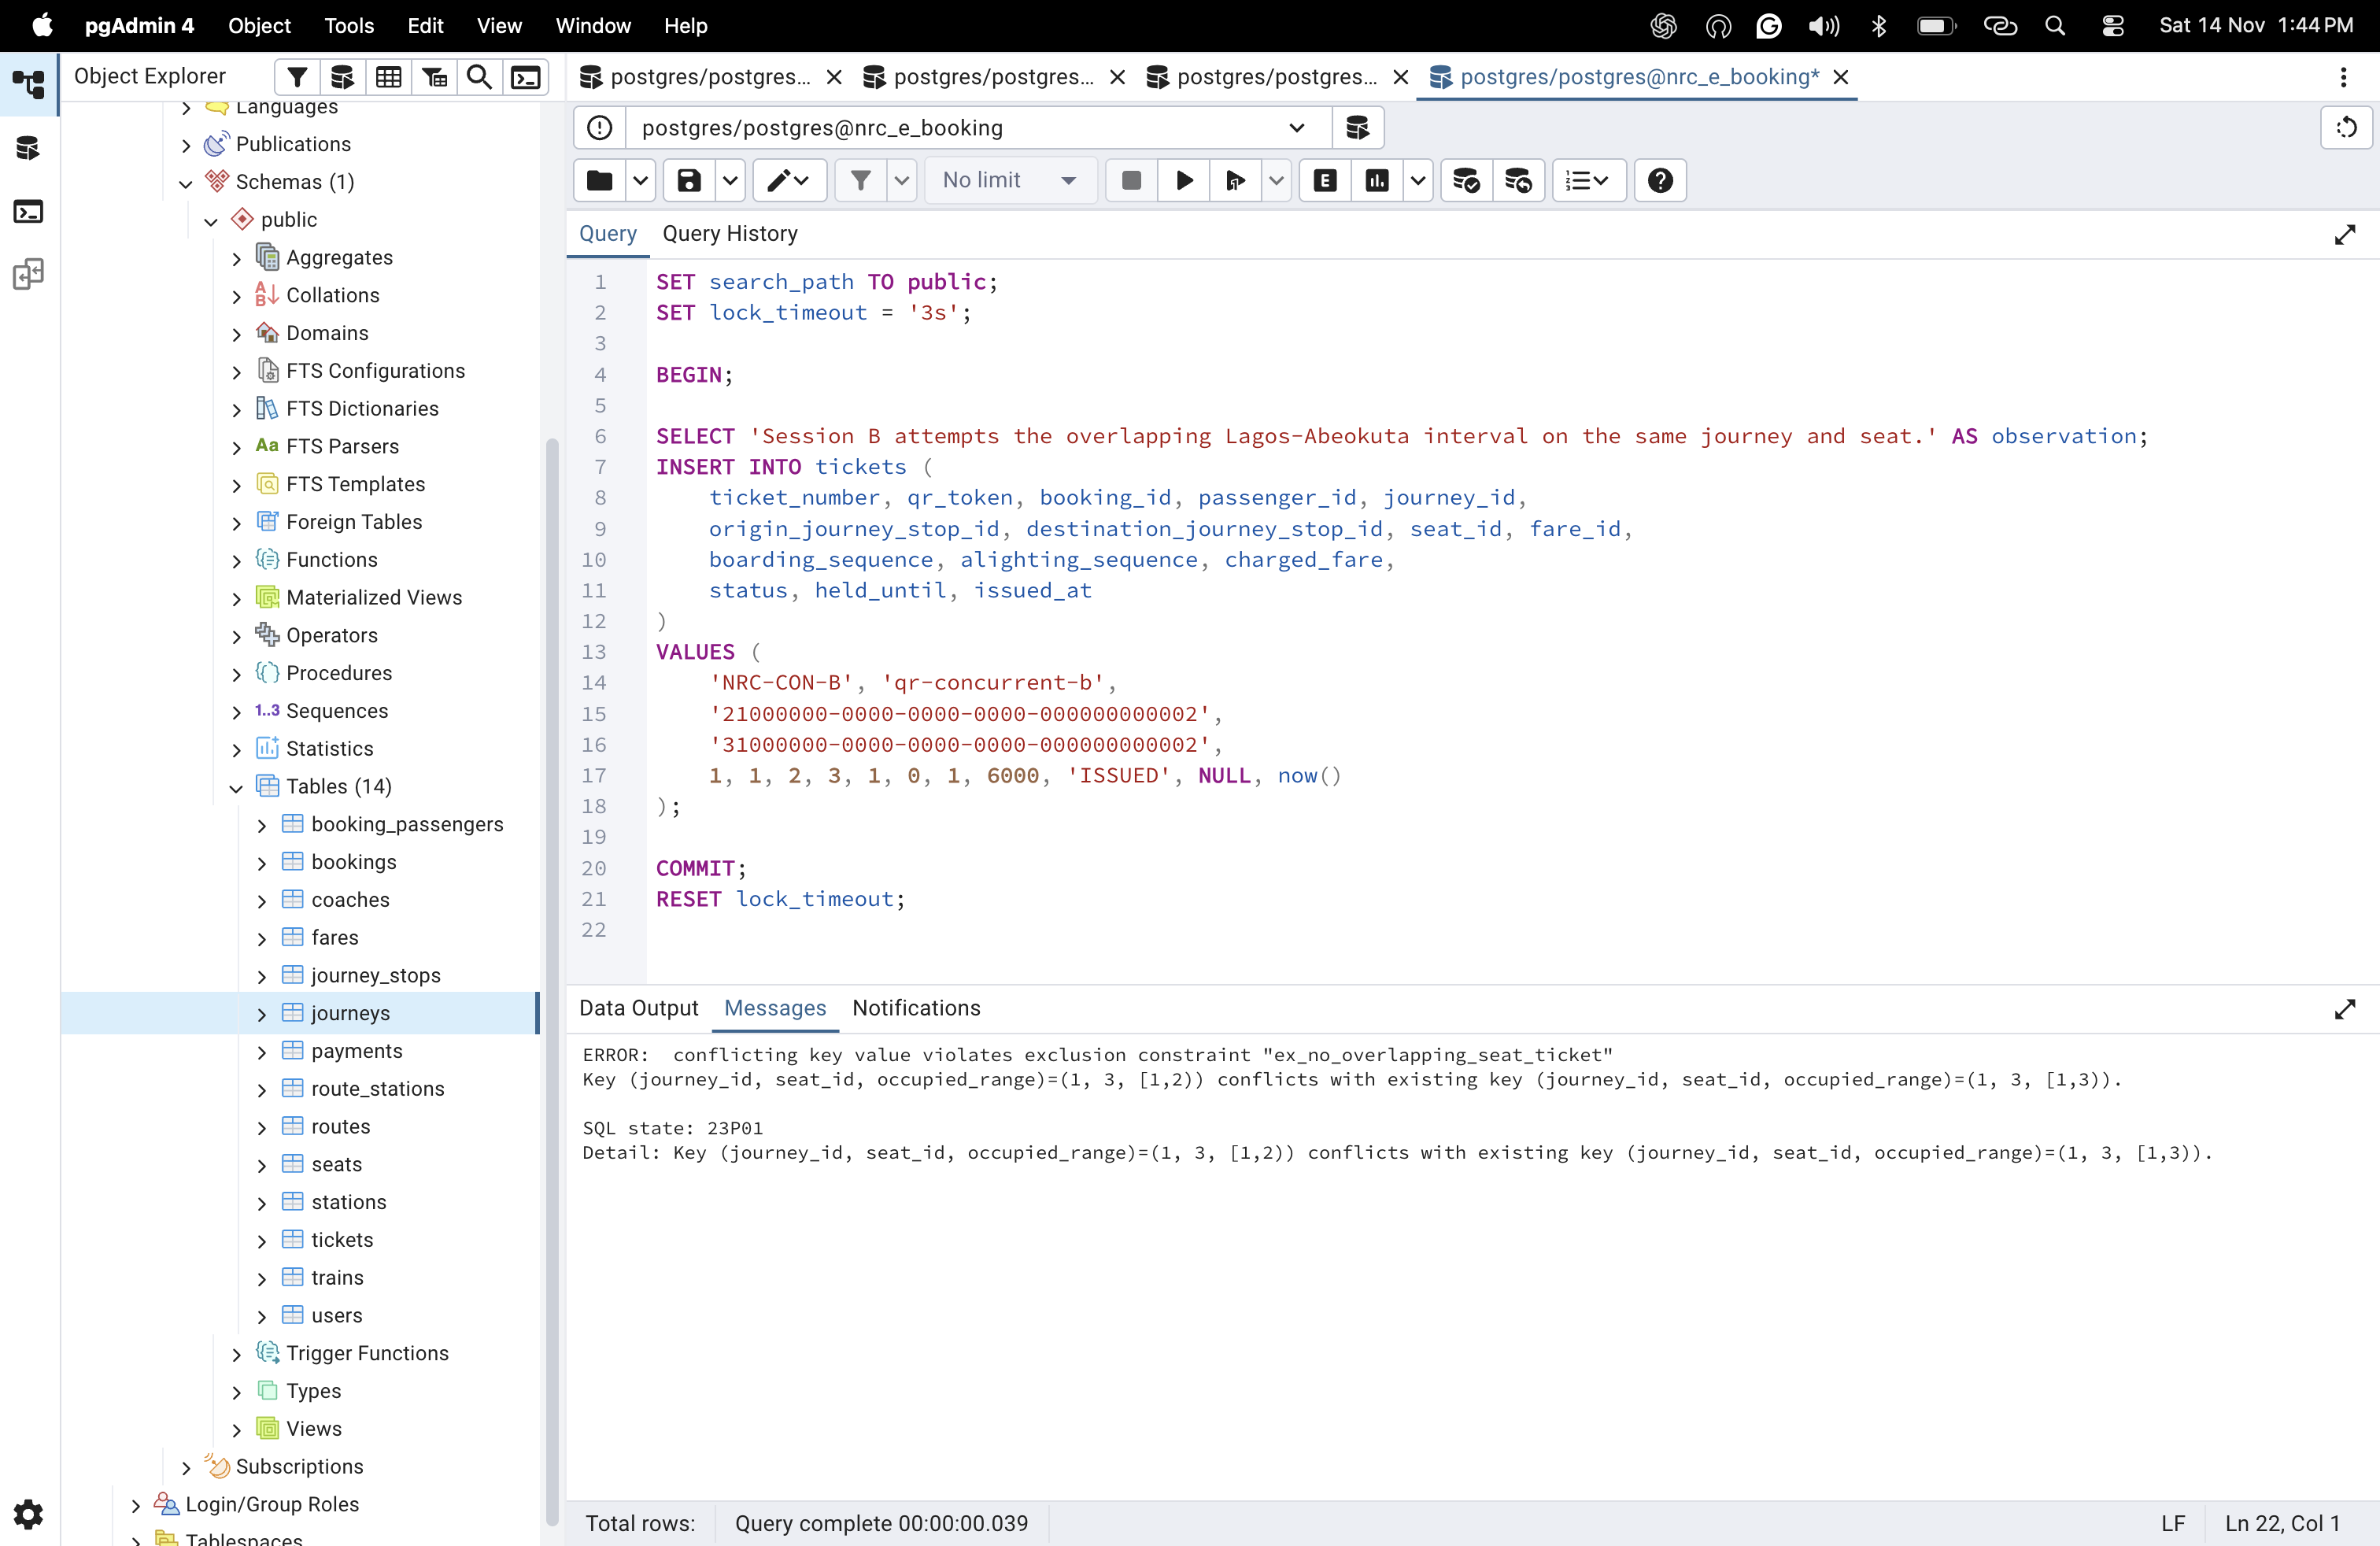 pgAdmin 4 Object Tools Edit View Window Help Sat 14 Nov 1:44 PM
Object Explorer
postgres/postgres... postgres/postgres... postgres/postgres... postgres/postgres@nrc_e_booking*
postgres/postgres@nrc_e_booking
No limit
Query Query History
Languages
Publications
Schemas (1)
public
Aggregates
Collations
Domains
FTS Configurations
FTS Dictionaries
FTS Parsers
FTS Templates
Foreign Tables
Functions
Materialized Views
Operators
Procedures
1..3 Sequences
Statistics
Tables (14)
booking_passengers
bookings
coaches
fares
journey_stops
journeys
payments
route_stations
routes
seats
stations
tickets
trains
users
Trigger Functions
Types
Views
Subscriptions
Login/Group Roles
Tablespaces
1 SET search_path TO public;
2 SET lock_timeout = '3s';
3
4 BEGIN;
5
6 SELECT 'Session B attempts the overlapping Lagos-Abeokuta interval on the same journey and seat.' AS observation;
7 INSERT INTO tickets (
8 ticket_number, qr_token, booking_id, passenger_id, journey_id,
9 origin_journey_stop_id, destination_journey_stop_id, seat_id, fare_id,
10 boarding_sequence, alighting_sequence, charged_fare,
11 status, held_until, issued_at
12 )
13 VALUES (
14 'NRC-CON-B', 'qr-concurrent-b',
15 '21000000-0000-0000-0000-000000000002',
16 '31000000-0000-0000-0000-000000000002',
17 1, 1, 2, 3, 1, 0, 1, 6000, 'ISSUED', NULL, now()
18 );
19
20 COMMIT;
21 RESET lock_timeout;
22
Data Output Messages Notifications
ERROR: conflicting key value violates exclusion constraint "ex_no_overlapping_seat_ticket"
Key (journey_id, seat_id, occupied_range)=(1, 3, [1,2)) conflicts with existing key (journey_id, seat_id, occupied_range)=(1, 3, [1,3)).
SQL state: 23P01
Detail: Key (journey_id, seat_id, occupied_range)=(1, 3, [1,2)) conflicts with existing key (journey_id, seat_id, occupied_range)=(1, 3, [1,3)).
Total rows: Query complete 00:00:00.039 LF Ln 22, Col 1